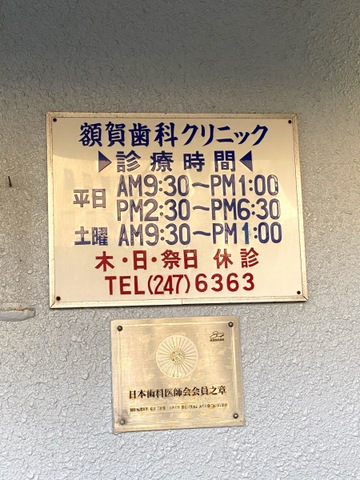 額賀歯科クリニック
▶診療時間◀
平日 AM9:30~PM1:00
PM2:30~PM6:30
土曜 AM9:30~PM1:00
木・日・祭日 休診
TEL(247)6363
日本歯科医師会会員之章